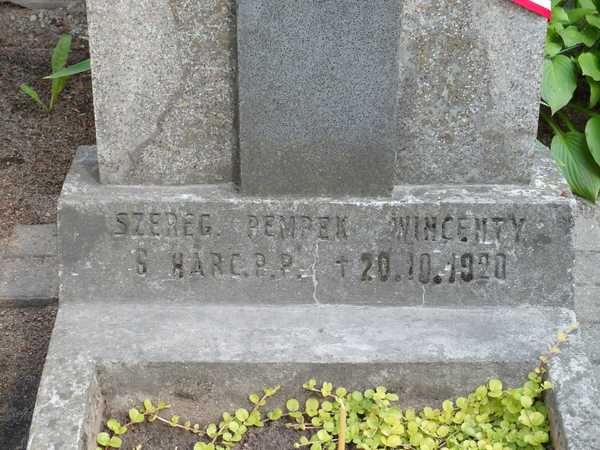 SZEREG. PEMPEK WINCENTY
6 HARC. P. P. † 20.10.1920